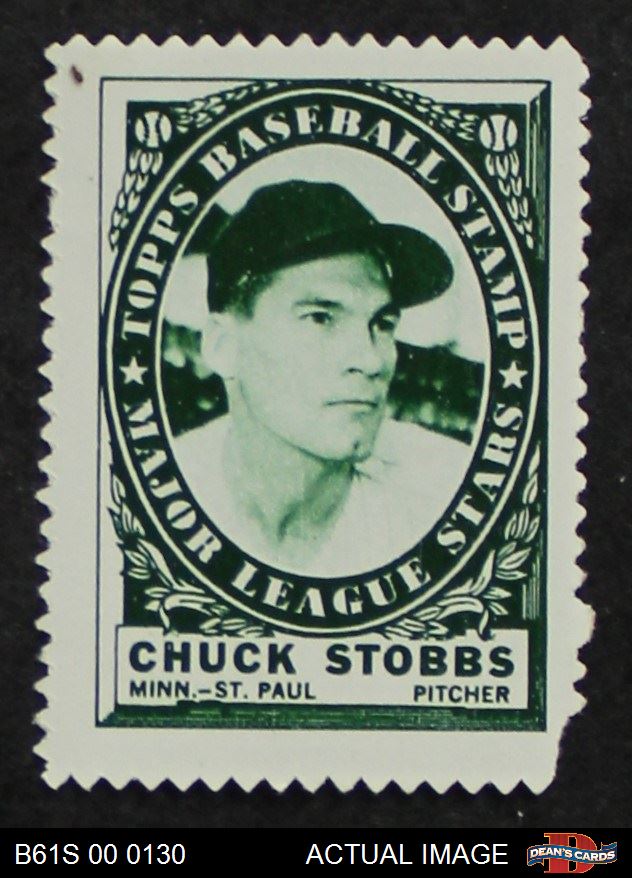 TOPPS BASEBALL STAMP
★ MAJOR LEAGUE STARS ★
CHUCK STOBBS
MINN.-ST. PAUL PITCHER
B61S 00 0130 ACTUAL IMAGE DEAN'S CARDS